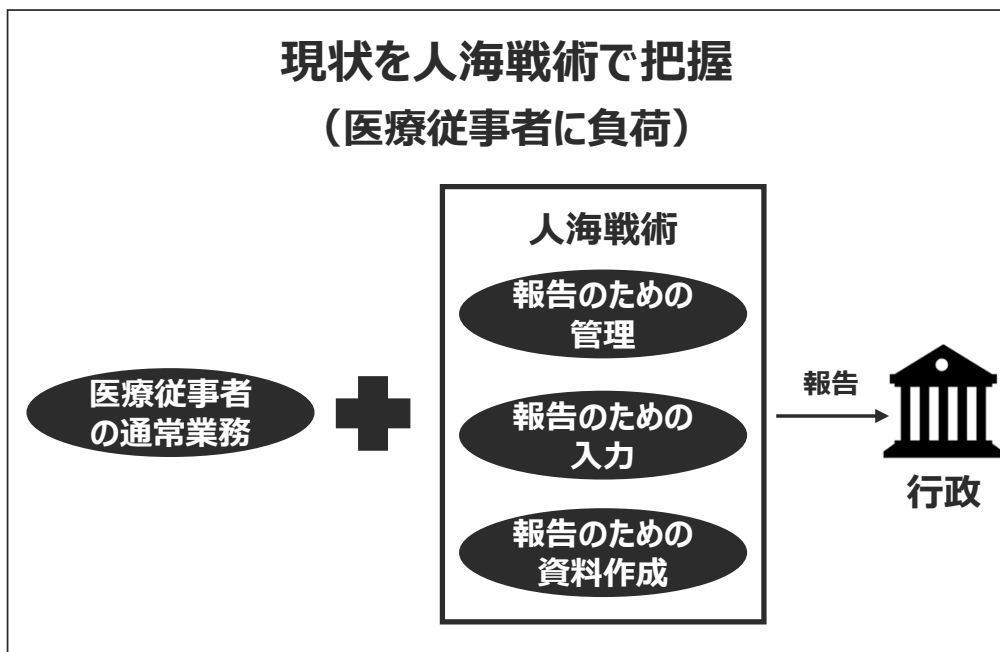 現状を人海戦術で把握
（医療従事者に負荷）
人海戦術
報告のための
管理
医療従事者
の通常業務
報告のための
入力
報告のための
資料作成
報告
行政